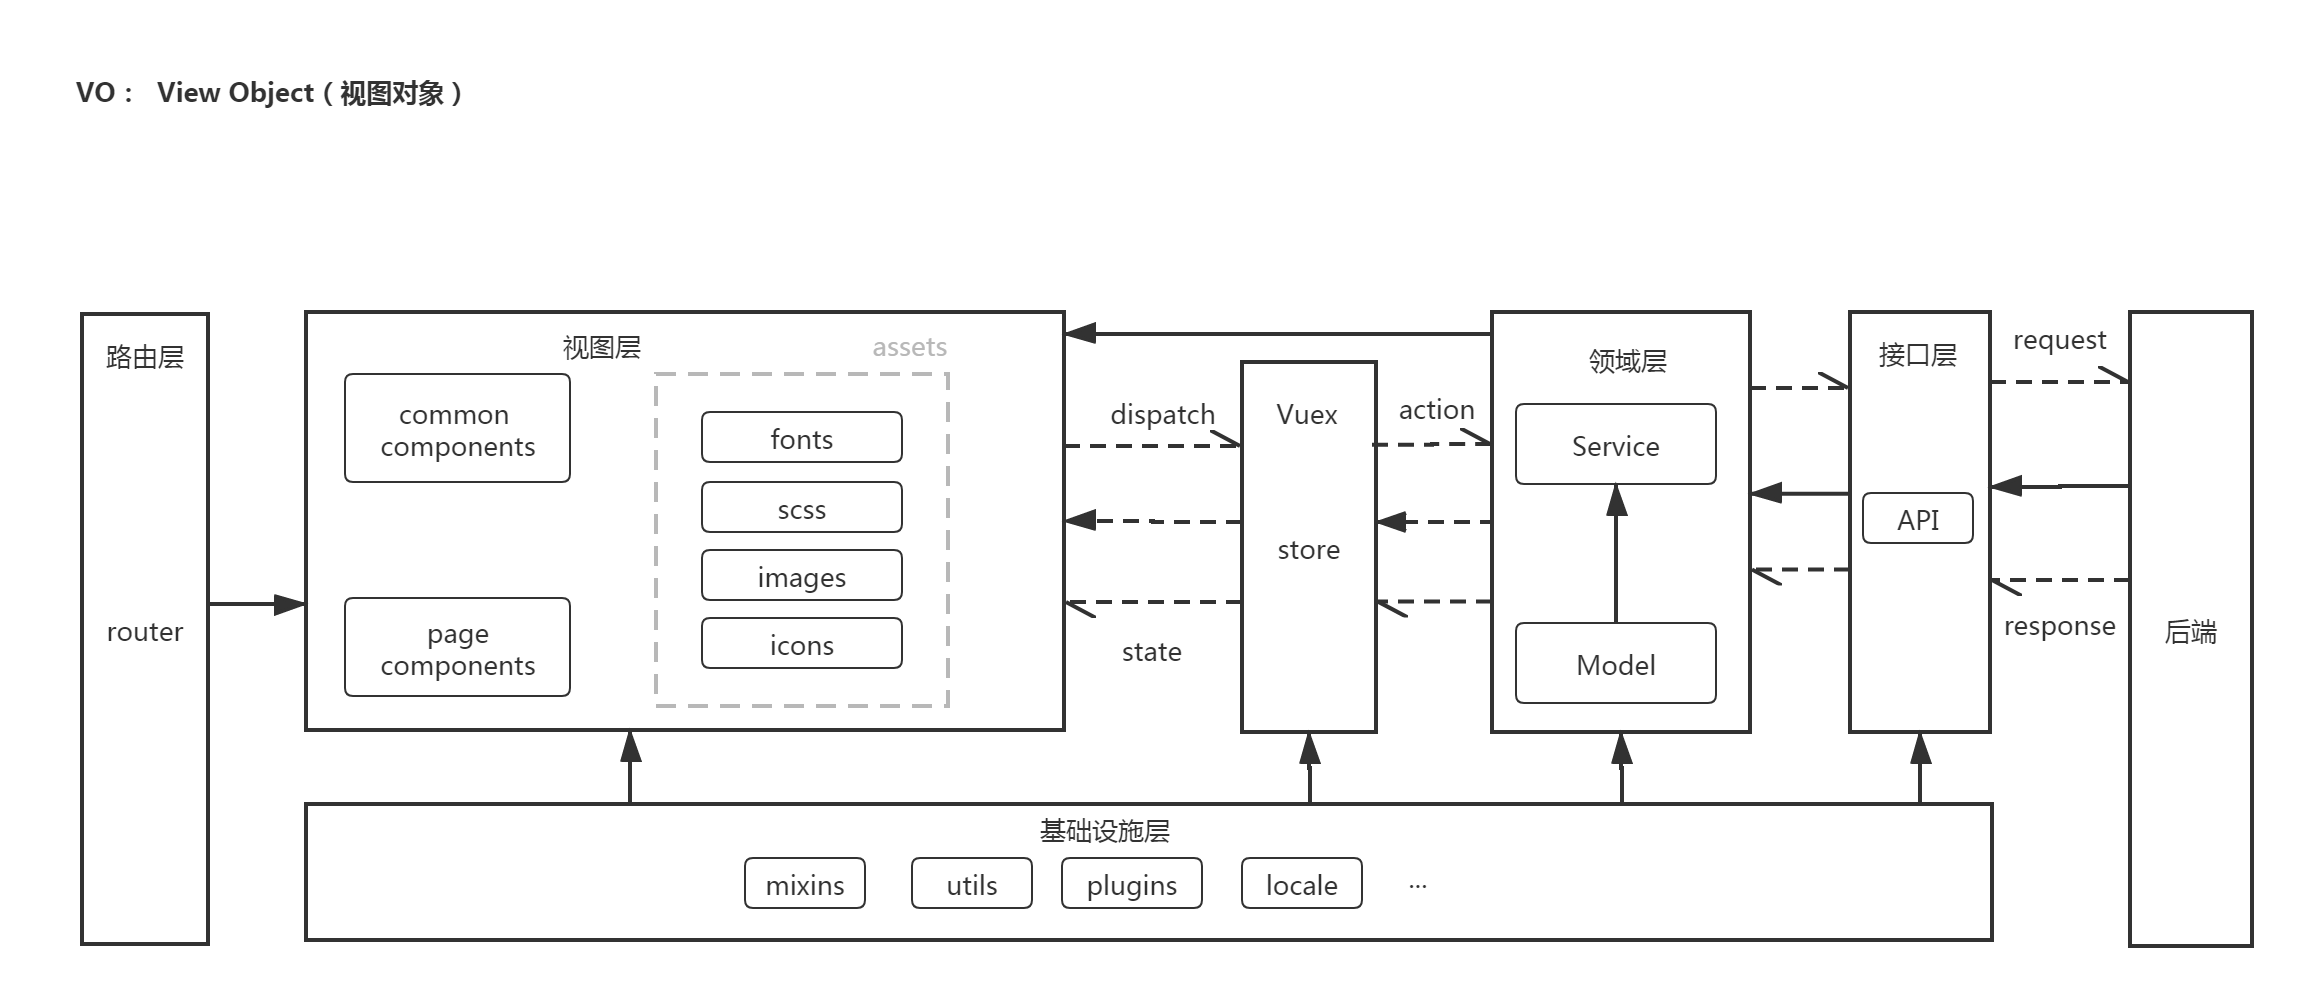 VO： View Object（视图对象）
路由层
router
视图层
assets
common
components
page
components
fonts
scss
images
icons
dispatch
state
Vuex
store
action
领域层
Service
Model
接口层
API
request
response
后端
基础设施层
mixins
utils
plugins
locale
...